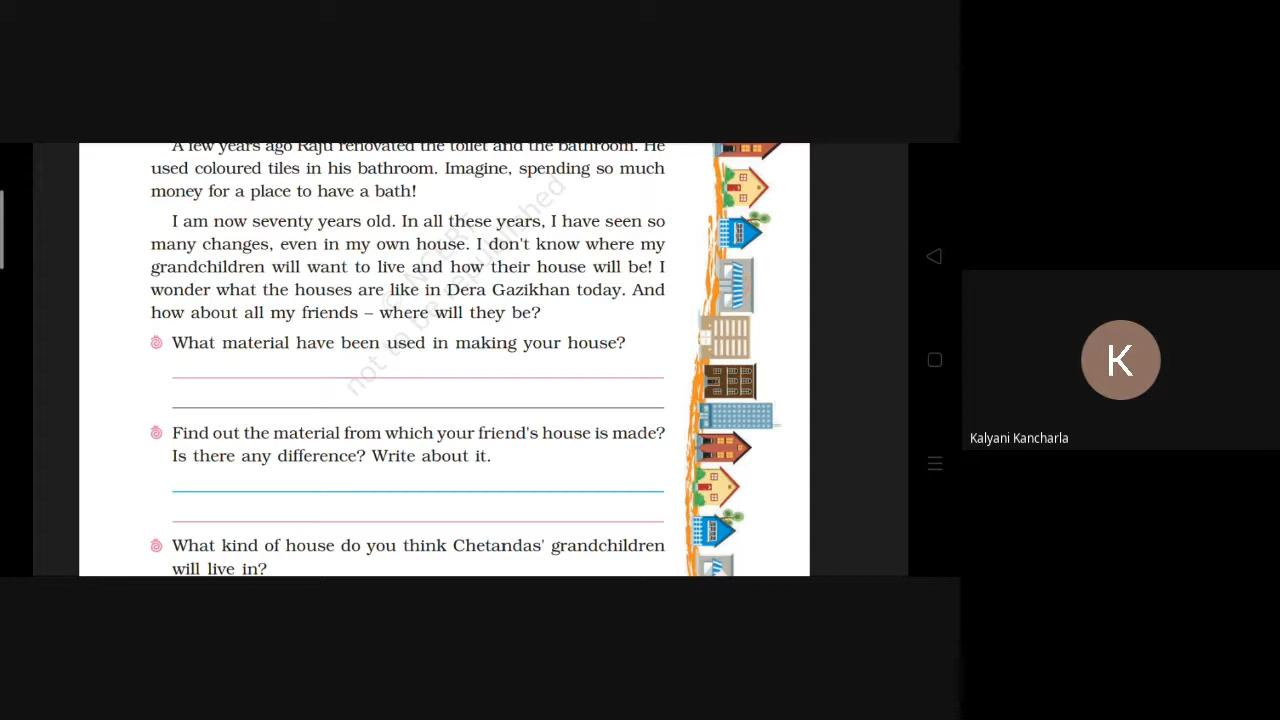 A few years ago Raju renovated the toilet and the bathroom. He
used coloured tiles in his bathroom. Imagine, spending so much
money for a place to have a bath!
I am now seventy years old. In all these years, I have seen so
many changes, even in my own house. I don't know where my
grandchildren will want to live and how their house will be! I
wonder what the houses are like in Dera Gazikhan today. And
how about all my friends – where will they be?
What material have been used in making your house?
Find out the material from which your friend's house is made?
Is there any difference? Write about it.
What kind of house do you think Chetandas' grandchildren
will live in?
© NCERT
not to be republished
K
Kalyani Kancharla